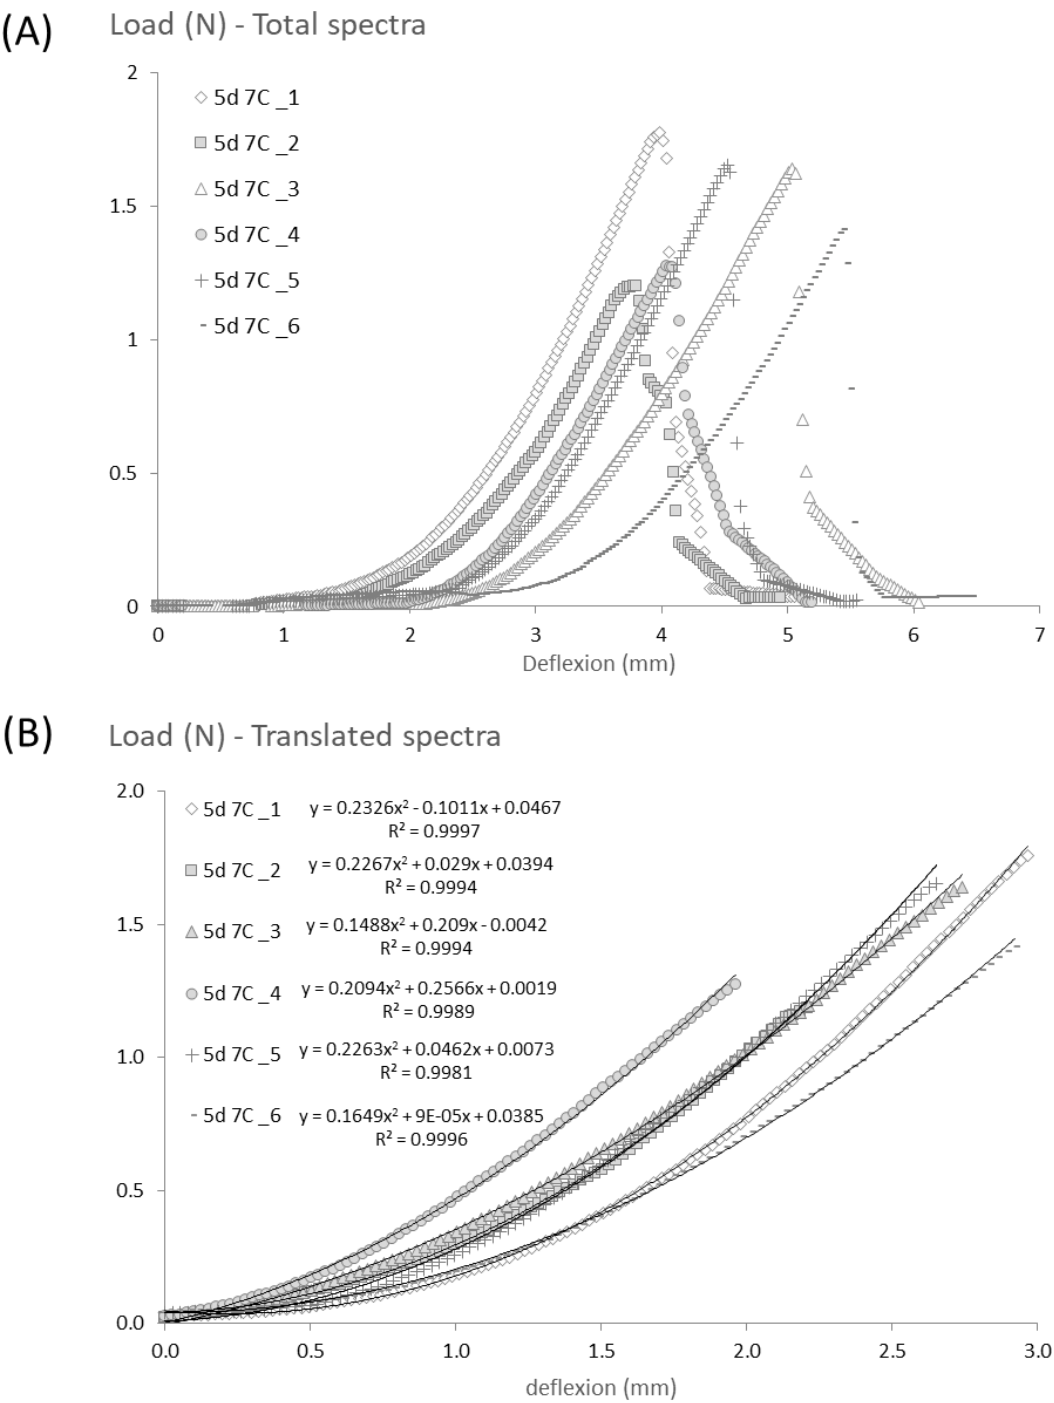 (A)
Load (N) - Total spectra
2
1.5
1
0.5
0
5d 7C _1
5d 7C _2
5d 7C _3
5d 7C _4
5d 7C _5
5d 7C _6
0 1 2 3 4 5 6 7
Deflexion (mm)
(B)
Load (N) - Translated spectra
2.0
1.5
1.0
0.5
0.0
5d 7C _1 y = 0.2326x² - 0.1011x + 0.0467
R² = 0.9997
5d 7C _2 y = 0.2267x² + 0.029x + 0.0394
R² = 0.9994
5d 7C _3 y = 0.1488x² + 0.209x - 0.0042
R² = 0.9994
5d 7C _4 y = 0.2094x² + 0.2566x + 0.0019
R² = 0.9989
5d 7C _5 y = 0.2263x² + 0.0462x + 0.0073
R² = 0.9981
5d 7C _6 y = 0.1649x² + 9E-05x + 0.0385
R² = 0.9996
0.0 0.5 1.0 1.5 2.0 2.5 3.0
deflexion (mm)